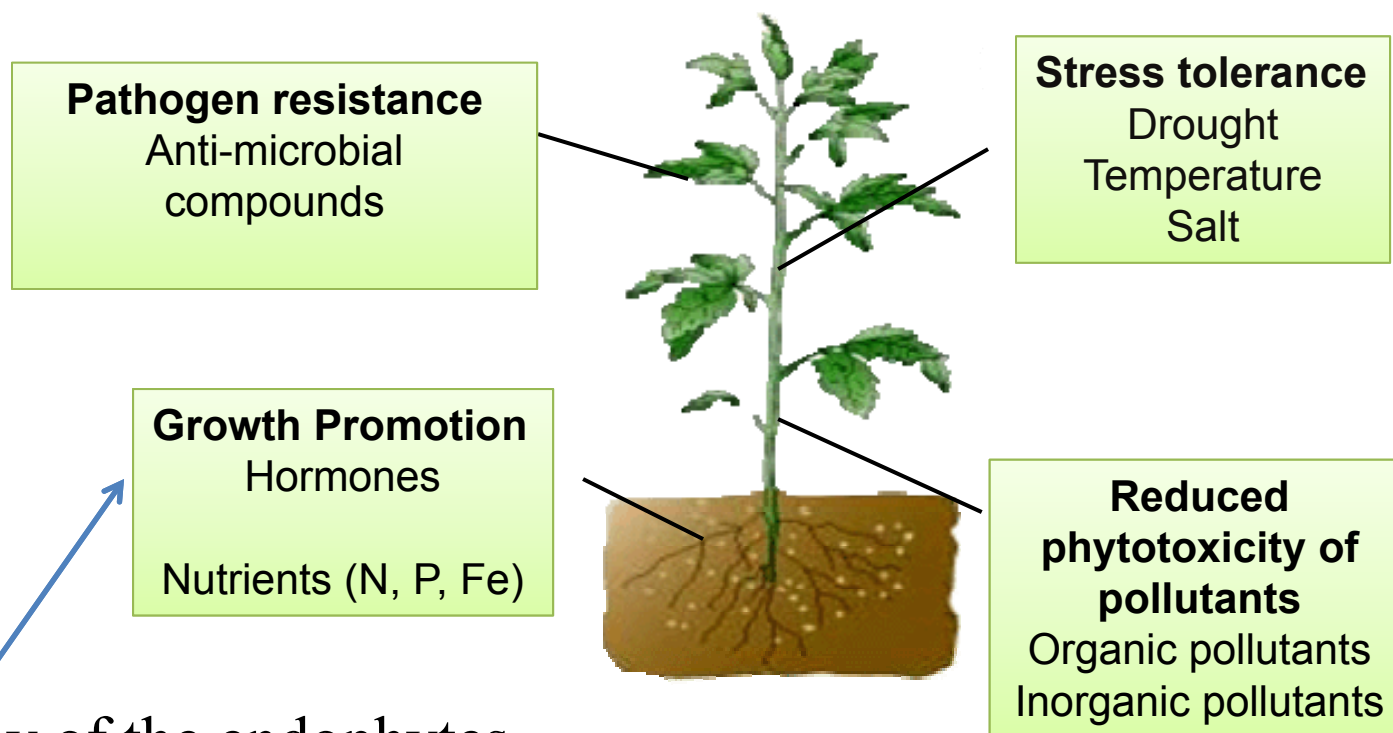 Pathogen resistance
Anti-microbial
compounds
Stress tolerance
Drought
Temperature
Salt
Growth Promotion
Hormones
Nutrients (N, P, Fe)
Reduced
phytotoxicity of
pollutants
Organic pollutants
Inorganic pollutants
of the endophytes